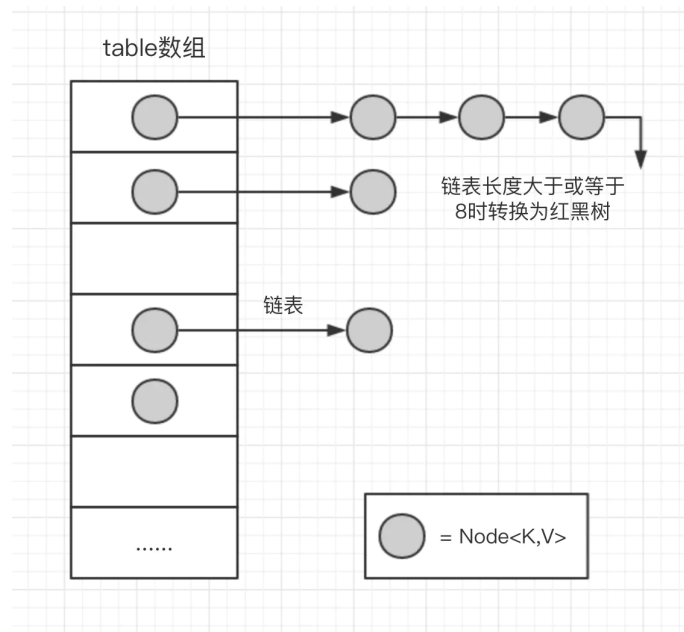 table数组
链表长度大于或等于
8时转换为红黑树
链表
......
= Node<K,V>